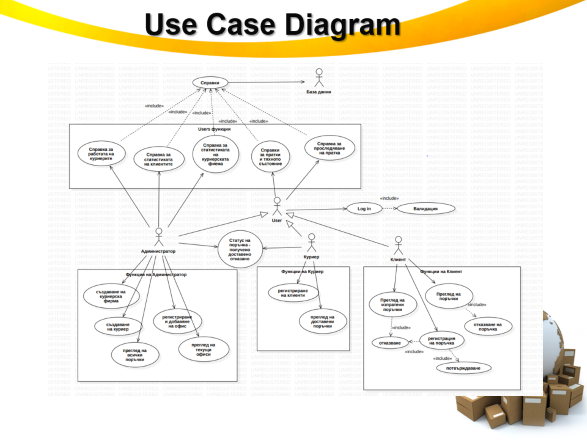 Use Case Diagram
Справки
База данни
«include»
«include»
«include»
«include»
«include»
Users функции
Справка за
работата на
куриерите
Справка за
статистиката
на клиентите
Справка за
статистиката
на
куриерската
фирма
Справки
за пратки
и тяхното
състояние
Справка за
проследяване
на пратка
User
Log in
«include»
Валидация
Администратор
Статус на
поръчка -
получено
доставено
отказано
Куриер
Клиент
Функции на Администратор
създаване на
куриерска
фирма
създаване
на куриер
преглед на
всички
поръчки
регистриране
и добавяне
на офис
преглед на
текущи
офиси
Функции на Куриер
регистриране
на клиенти
преглед на
доставени
поръчки
Функции на Клиент
Преглед на
изпратени
поръчки
Преглед на
поръчки
«include»
отказване на
поръчка
«include»
отказване
регистрация
на поръчка
«include»
«include»
потвърждаване